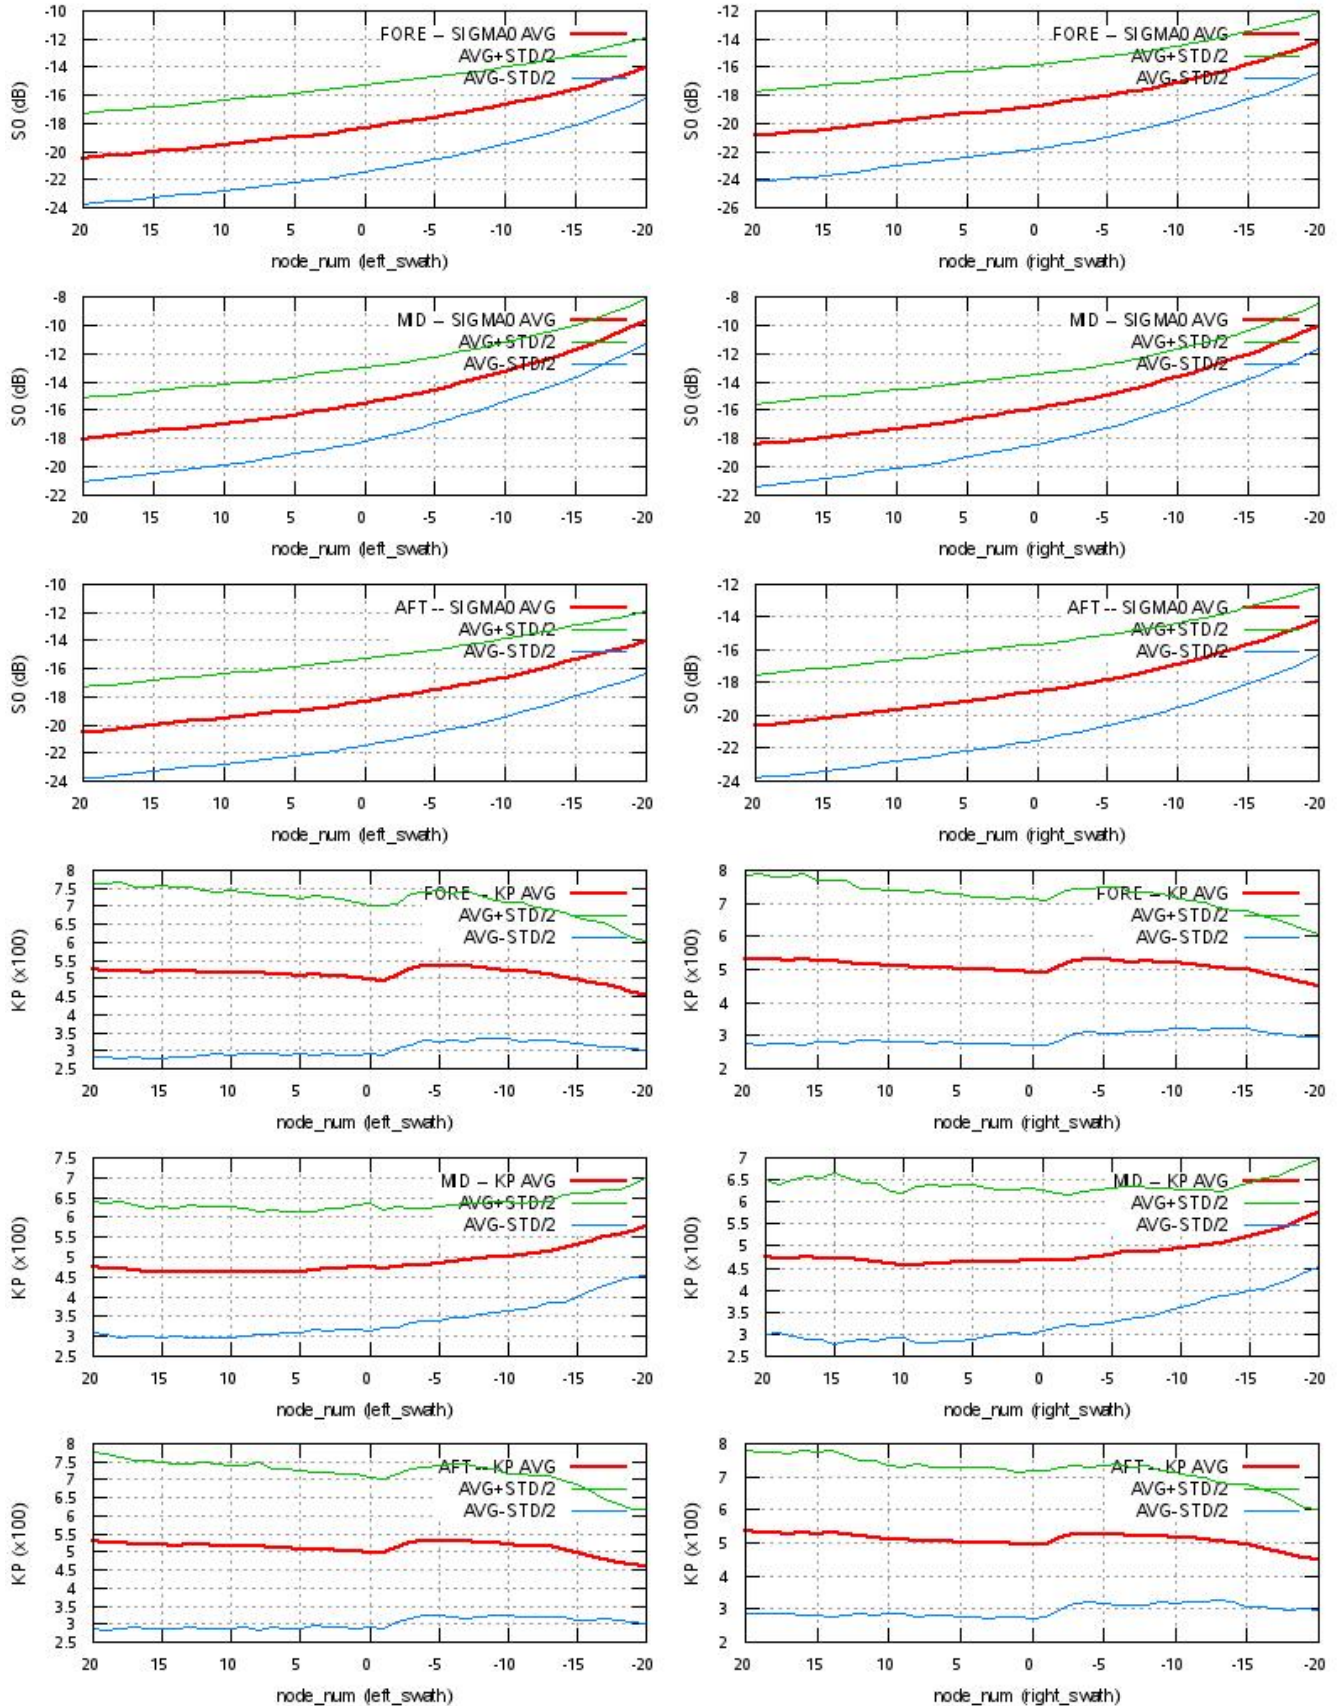 FORE -- SIGMA0 AVG
AVG+STD/2
AVG-STD/2
-10
-12
-14
-16
-18
-20
-22
-24
S0 (dB)
20 15 10 5 0 -5 -10 -15 -20
node_num (left_swath)
FORE -- SIGMA0 AVG
AVG+STD/2
AVG-STD/2
-12
-14
-16
-18
-20
-22
-24
-26
S0 (dB)
20 15 10 5 0 -5 -10 -15 -20
node_num (right_swath)
MID -- SIGMA0 AVG
AVG+STD/2
AVG-STD/2
-8
-10
-12
-14
-16
-18
-20
-22
S0 (dB)
20 15 10 5 0 -5 -10 -15 -20
node_num (left_swath)
MID -- SIGMA0 AVG
AVG+STD/2
AVG-STD/2
-8
-10
-12
-14
-16
-18
-20
-22
S0 (dB)
20 15 10 5 0 -5 -10 -15 -20
node_num (right_swath)
AFT -- SIGMA0 AVG
AVG+STD/2
AVG-STD/2
-10
-12
-14
-16
-18
-20
-22
-24
S0 (dB)
20 15 10 5 0 -5 -10 -15 -20
node_num (left_swath)
AFT -- SIGMA0 AVG
AVG+STD/2
AVG-STD/2
-12
-14
-16
-18
-20
-22
-24
S0 (dB)
20 15 10 5 0 -5 -10 -15 -20
node_num (right_swath)
FORE -- KP AVG
AVG+STD/2
AVG-STD/2
8
7.5
7
6.5
6
5.5
5
4.5
4
3.5
3
2.5
KP (x100)
20 15 10 5 0 -5 -10 -15 -20
node_num (left_swath)
FORE -- KP AVG
AVG+STD/2
AVG-STD/2
8
7
6
5
4
3
2
KP (x100)
20 15 10 5 0 -5 -10 -15 -20
node_num (right_swath)
MID -- KP AVG
AVG+STD/2
AVG-STD/2
7.5
7
6.5
6
5.5
5
4.5
4
3.5
3
2.5
KP (x100)
20 15 10 5 0 -5 -10 -15 -20
node_num (left_swath)
MID -- KP AVG
AVG+STD/2
AVG-STD/2
7
6.5
6
5.5
5
4.5
4
3.5
3
2.5
KP (x100)
20 15 10 5 0 -5 -10 -15 -20
node_num (right_swath)
AFT -- KP AVG
AVG+STD/2
AVG-STD/2
8
7.5
7
6.5
6
5.5
5
4.5
4
3.5
3
2.5
KP (x100)
20 15 10 5 0 -5 -10 -15 -20
node_num (left_swath)
AFT -- KP AVG
AVG+STD/2
AVG-STD/2
8
7
6
5
4
3
2
KP (x100)
20 15 10 5 0 -5 -10 -15 -20
node_num (right_swath)